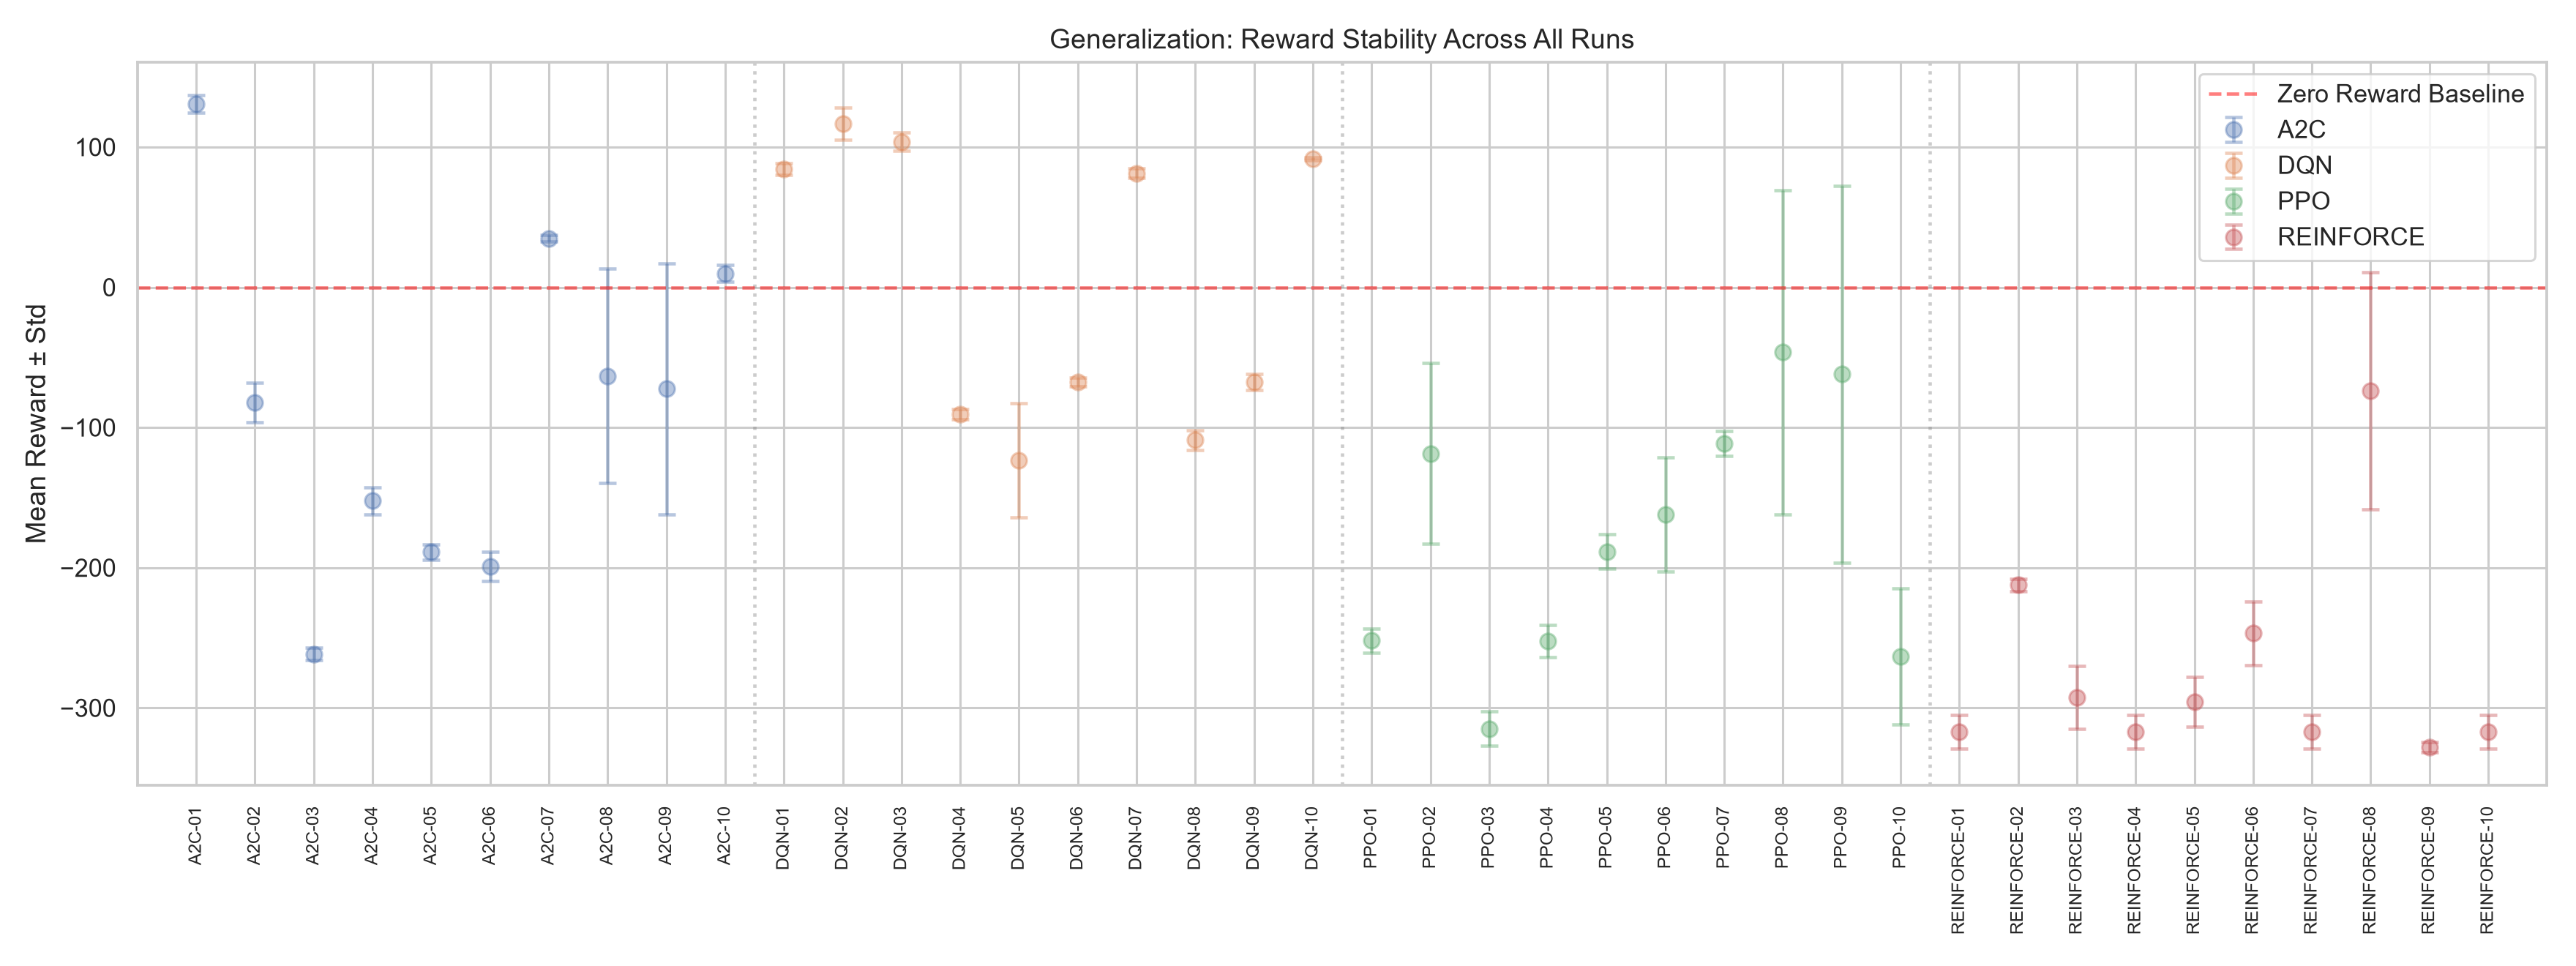 Generalization: Reward Stability Across All Runs
Mean Reward ± Std
100
0
−100
−200
−300
Zero Reward Baseline
A2C
DQN
PPO
REINFORCE
A2C-01
A2C-02
A2C-03
A2C-04
A2C-05
A2C-06
A2C-07
A2C-08
A2C-09
A2C-10
DQN-01
DQN-02
DQN-03
DQN-04
DQN-05
DQN-06
DQN-07
DQN-08
DQN-09
DQN-10
PPO-01
PPO-02
PPO-03
PPO-04
PPO-05
PPO-06
PPO-07
PPO-08
PPO-09
PPO-10
REINFORCE-01
REINFORCE-02
REINFORCE-03
REINFORCE-04
REINFORCE-05
REINFORCE-06
REINFORCE-07
REINFORCE-08
REINFORCE-09
REINFORCE-10